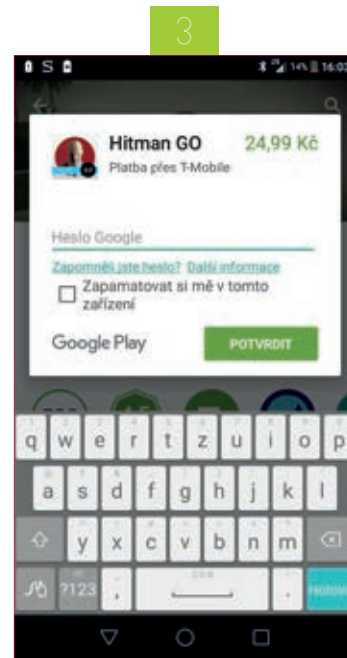 3
14% 16:03
Hitman GO 24,99 Kč
Platba přes T-Mobile
Heslo Google
Zapomněli jste heslo? Další informace
Zapamatovat si mě v tomto
zařízení
Google Play POTVRDIT
q w e r t z u i o p
a s d f g h j k l
y x c v b n m
?123 , .